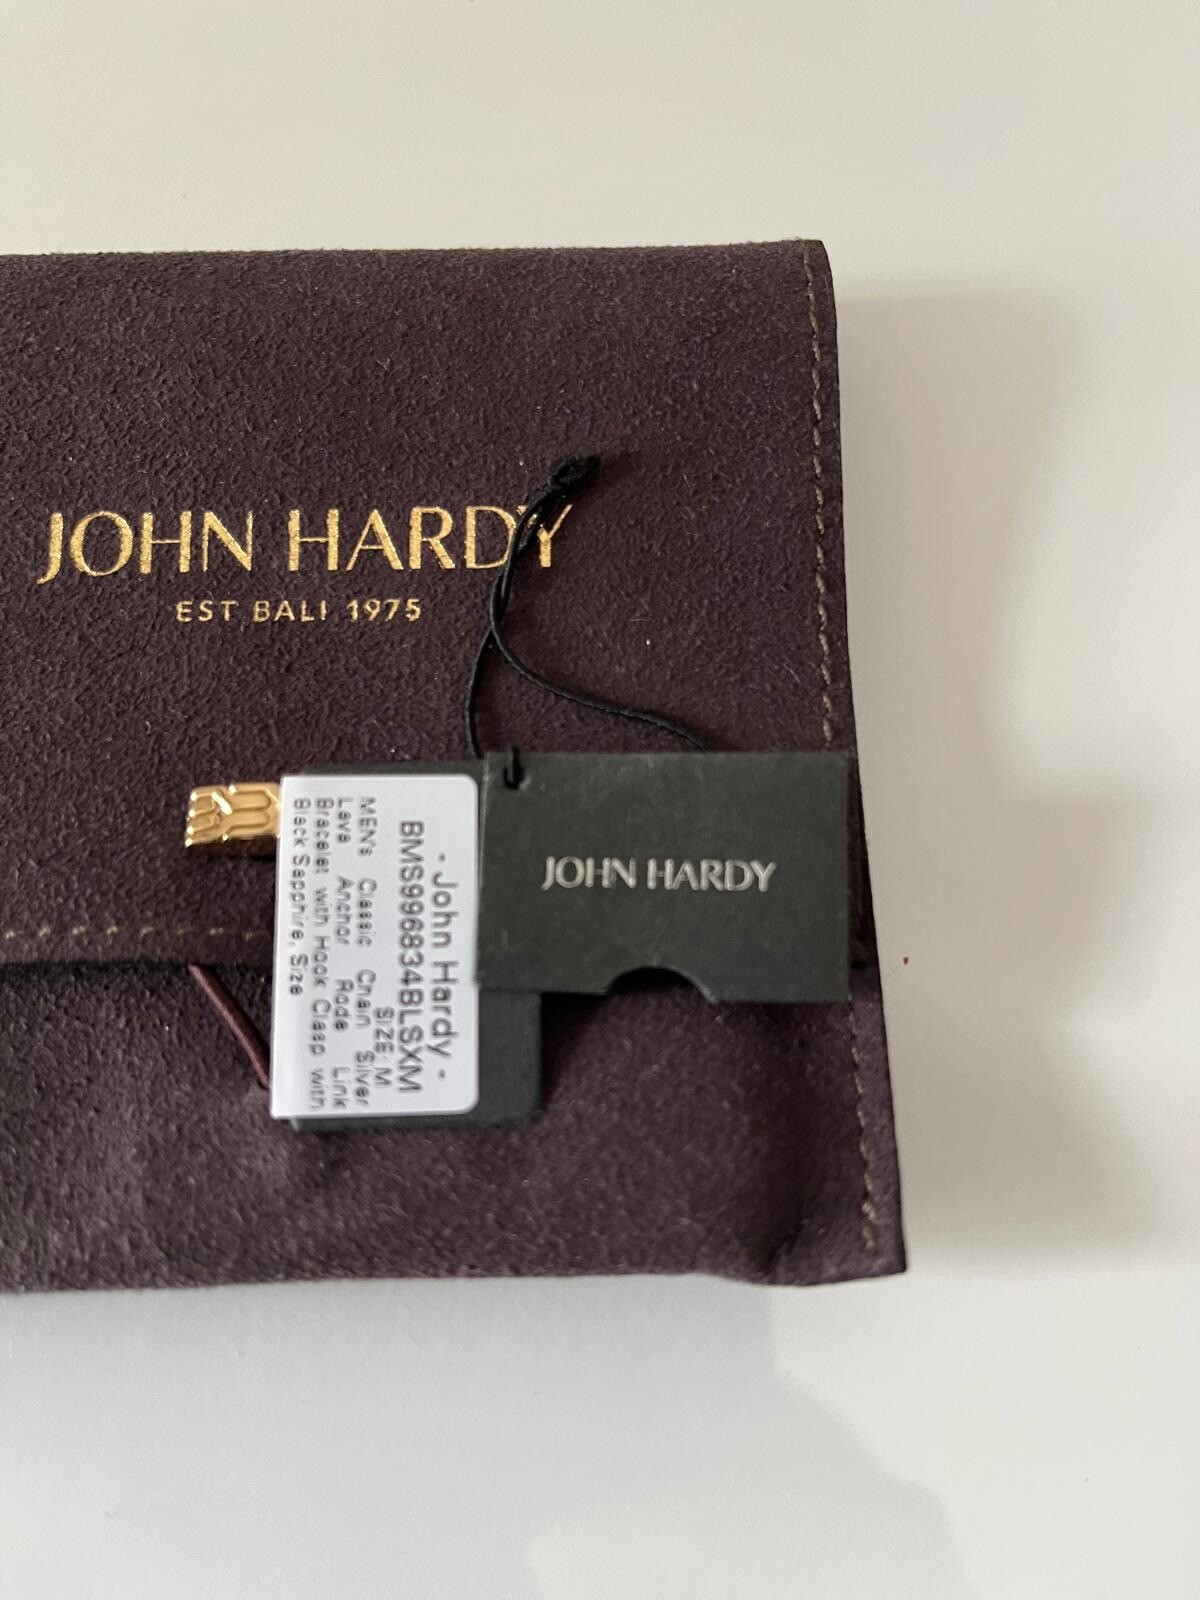 JOHN HARDY
EST BALI 1975
JOHN HARDY
- John Hardy -
BMS996834BLSXM
SIZE: M
MEN's Classic Chain Silver
Lava Anchor Rade Link
Bracelet with Hook Clasp with
Black Sapphire, Size